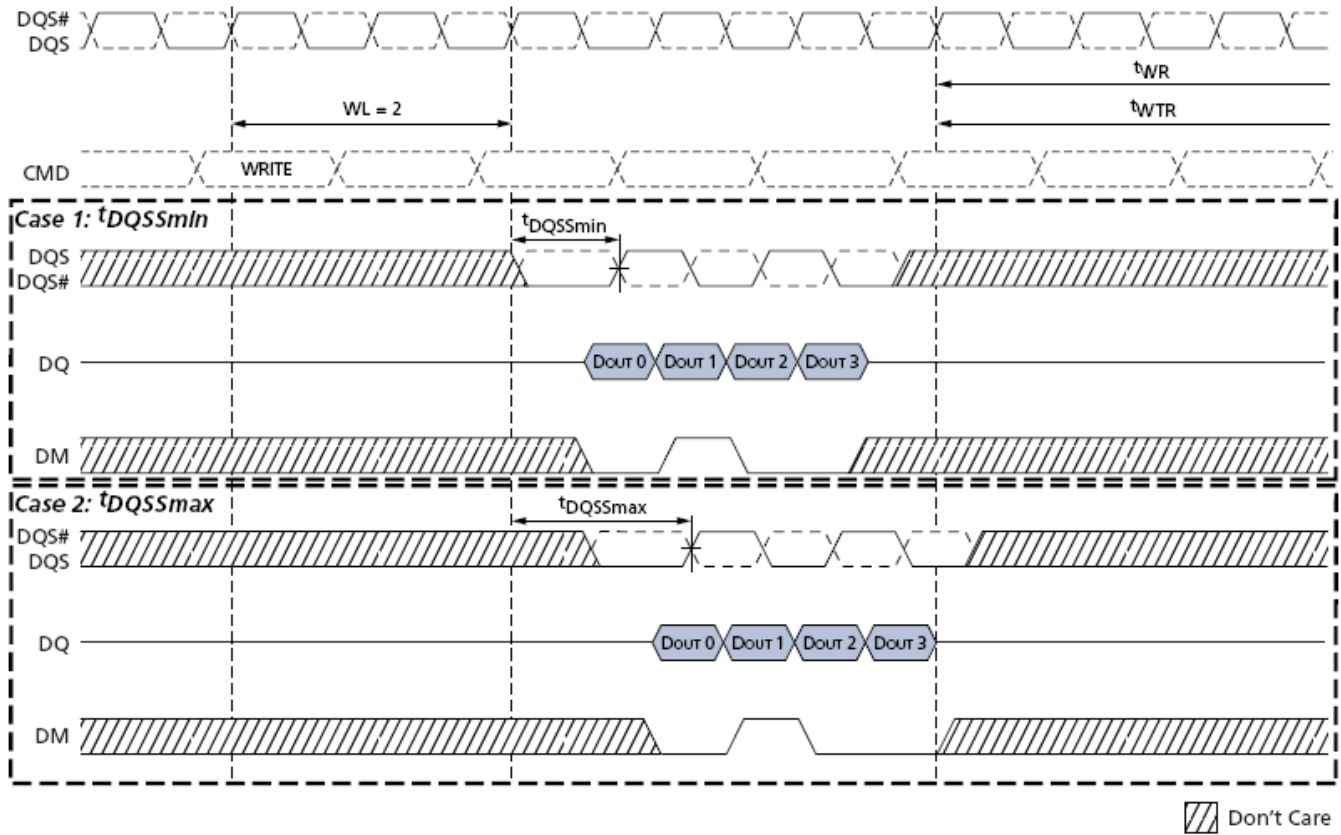 DQS#
DQS
tWR
WL = 2
tWTR
CMD
WRITE
Case 1: tDQSSmin
tDQSSmin
DQS
DQS#
DQ
DOUT 0 DOUT 1 DOUT 2 DOUT 3
DM
Case 2: tDQSSmax
tDQSSmax
DQS#
DQS
DQ
DOUT 0 DOUT 1 DOUT 2 DOUT 3
DM
Don't Care